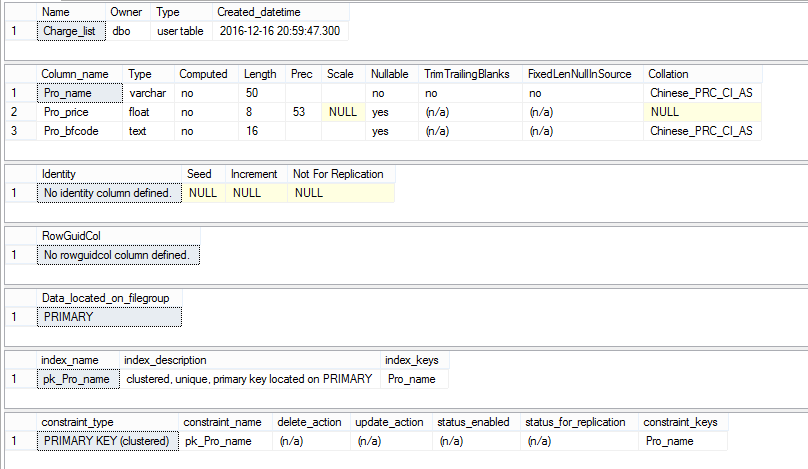 Name Owner Type Created_datetime
1 Charge_list dbo user table 2016-12-16 20:59:47.300
Column_name Type Computed Length Prec Scale Nullable TrimTrailingBlanks FixedLenNullInSource Collation
1 Pro_name varchar no 50 no no no Chinese_PRC_CI_AS
2 Pro_price float no 8 53 NULL yes (n/a) (n/a) NULL
3 Pro_bfcode text no 16 yes (n/a) (n/a) Chinese_PRC_CI_AS
Identity Seed Increment Not For Replication
1 No identity column defined. NULL NULL NULL
RowGuidCol
1 No rowguidcol column defined.
Data_located_on_filegroup
1 PRIMARY
index_name index_description index_keys
1 pk_Pro_name clustered, unique, primary key located on PRIMARY Pro_name
constraint_type constraint_name delete_action update_action status_enabled status_for_replication constraint_keys
1 PRIMARY KEY (clustered) pk_Pro_name (n/a) (n/a) (n/a) (n/a) Pro_name